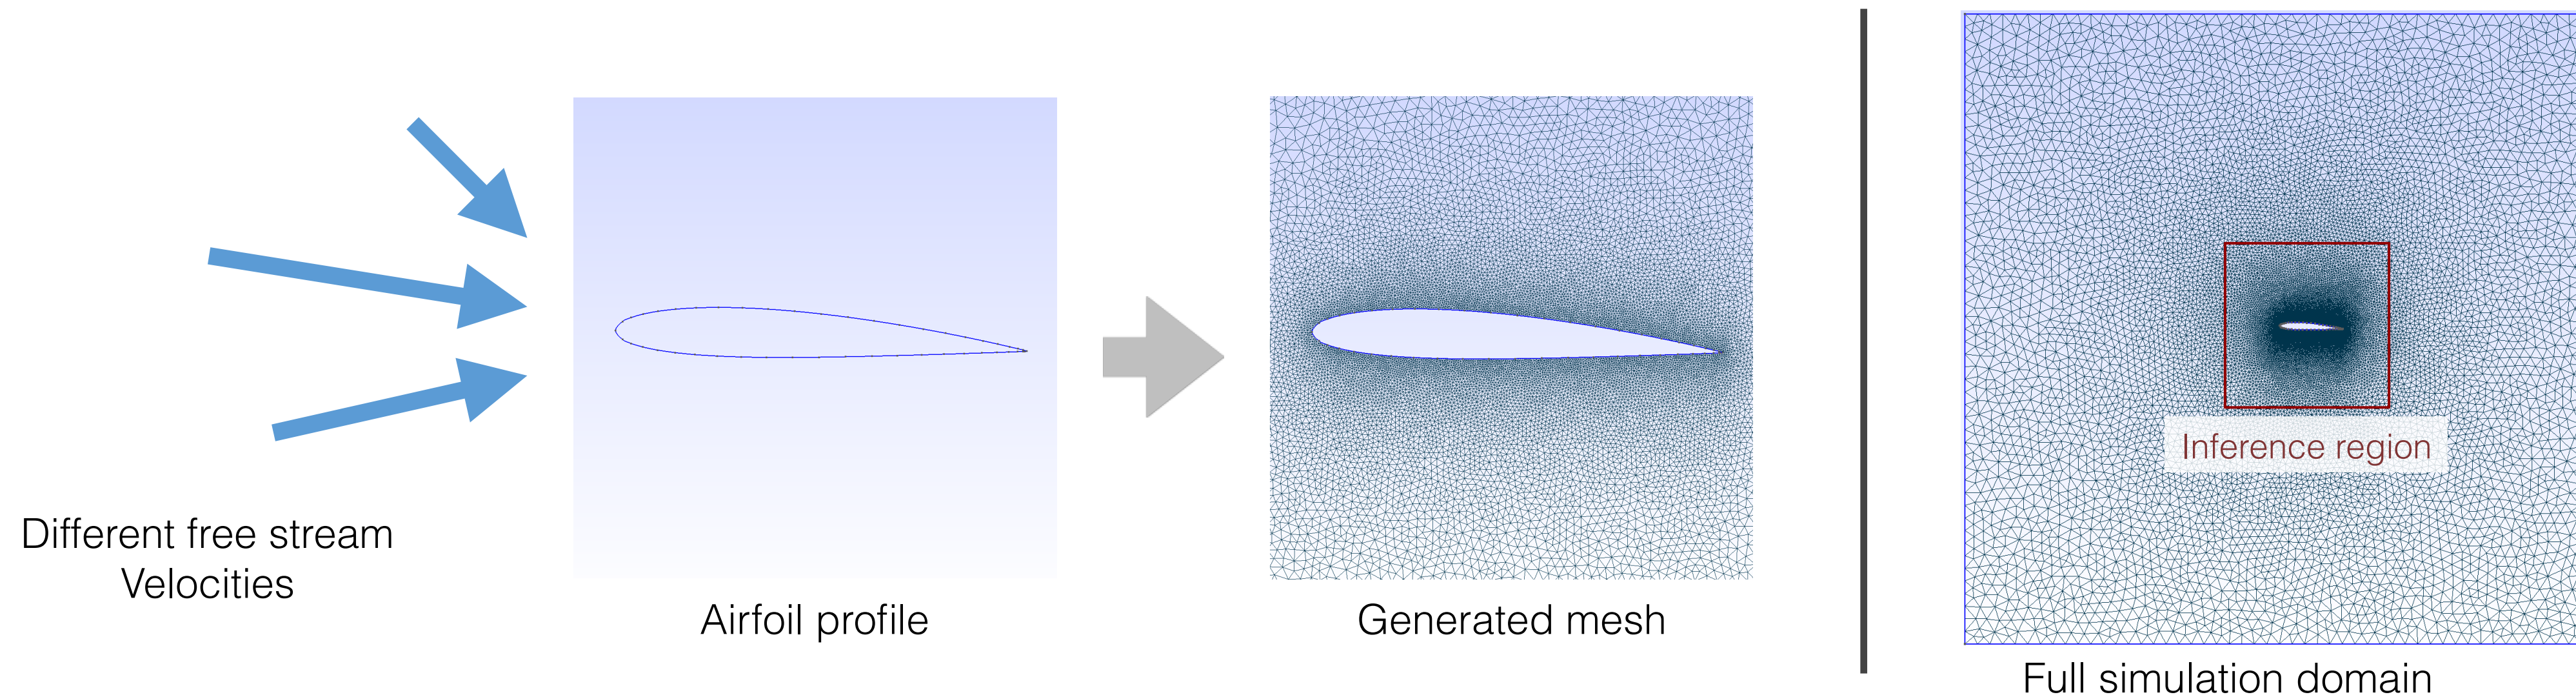 Different free stream
Velocities
Airfoil profile
Generated mesh
Inference region
Full simulation domain